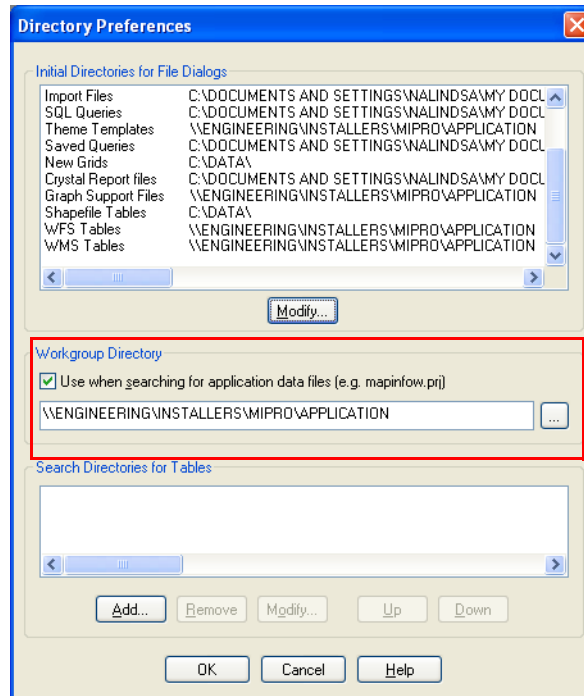 Directory Preferences
Initial Directories for File Dialogs
Import Files C:\DOCUMENTS AND SETTINGS\NALINDSA\MY DOCU
SQL Queries C:\DOCUMENTS AND SETTINGS\NALINDSA\MY DOCU
Theme Templates \\ENGINEERING\INSTALLERS\MIPRO\APPLICATION
Saved Queries C:\DOCUMENTS AND SETTINGS\NALINDSA\MY DOCU
New Grids C:\DATA\
Crystal Report files C:\DOCUMENTS AND SETTINGS\NALINDSA\MY DOCU
Graph Support Files \\ENGINEERING\INSTALLERS\MIPRO\APPLICATION
Shapefile Tables C:\DATA\
WFS Tables \\ENGINEERING\INSTALLERS\MIPRO\APPLICATION
WMS Tables \\ENGINEERING\INSTALLERS\MIPRO\APPLICATION
Modify...
Workgroup Directory
Use when searching for application data files (e.g. mapinfow.prj)
\\ENGINEERING\INSTALLERS\MIPRO\APPLICATION ...
Search Directories for Tables
Add... Remove Modify... Up Down
OK Cancel Help